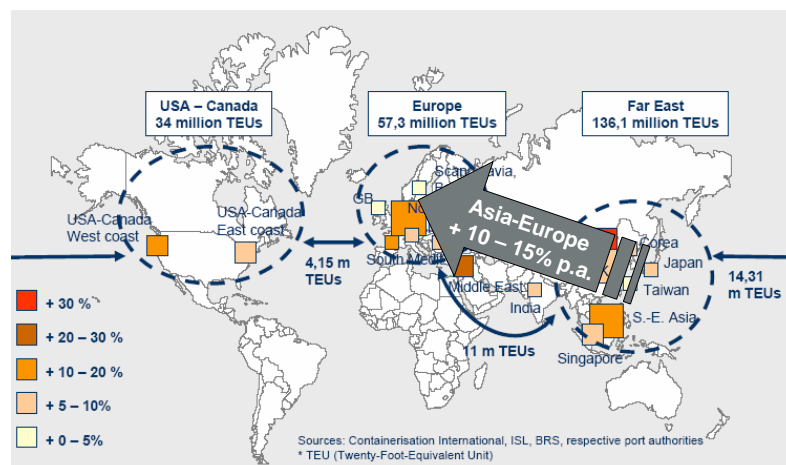 USA – Canada
34 million TEUs
Europe
57,3 million TEUs
Far East
136,1 million TEUs
Scandinavia,
GB
USA-Canada
West coast
USA-Canada
East coast
Asia-Europe
+ 10 – 15% p.a.
Korea
Japan
Taiwan
4,15 m
TEUs
South
Middle East
India
14,31
m TEUs
S.-E. Asia
Singapore
11 m TEUs
+ 30 %
+ 20 – 30 %
+ 10 – 20 %
+ 5 – 10%
+ 0 – 5%
Sources: Containerisation International, ISL, BRS, respective port authorities
* TEU (Twenty-Foot-Equivalent Unit)